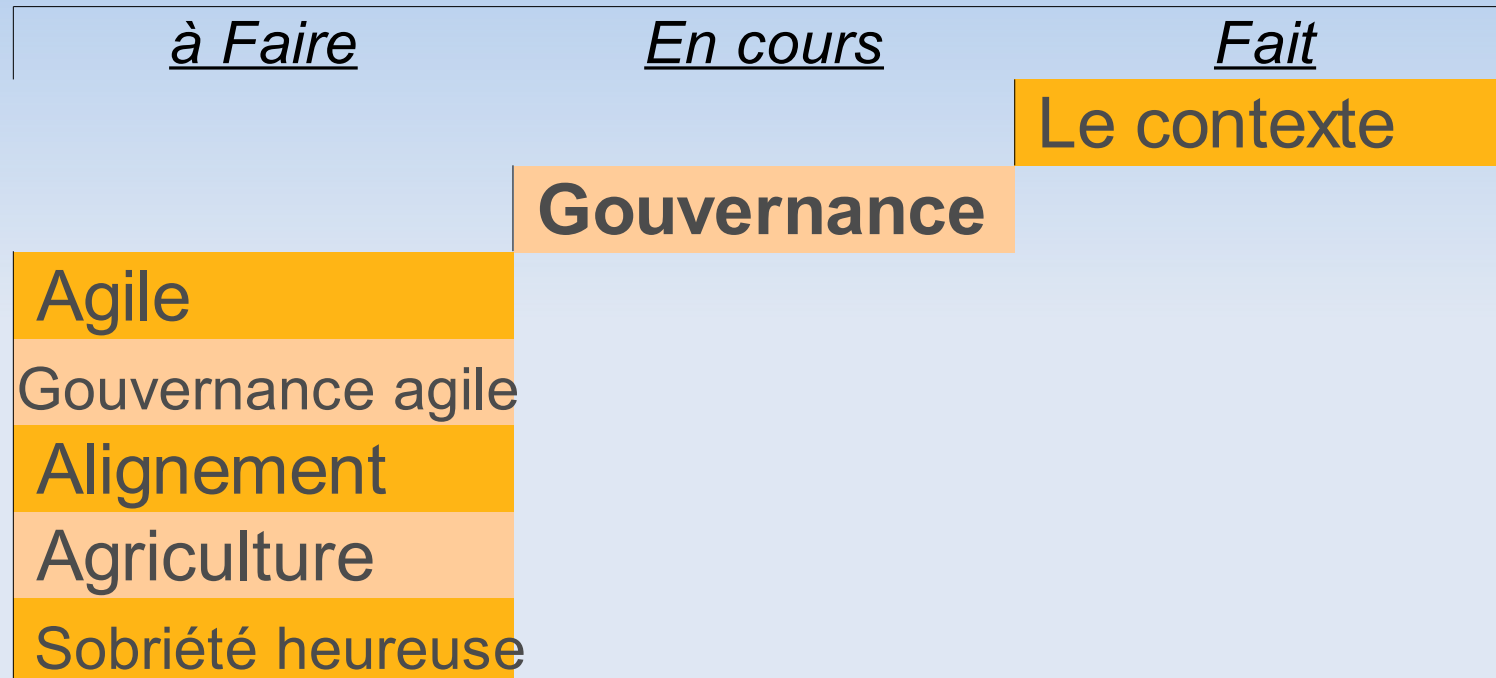 à Faire
En cours
Fait
Le contexte
Gouvernance
Agile
Gouvernance agile
Alignement
Agriculture
Sobriété heureuse